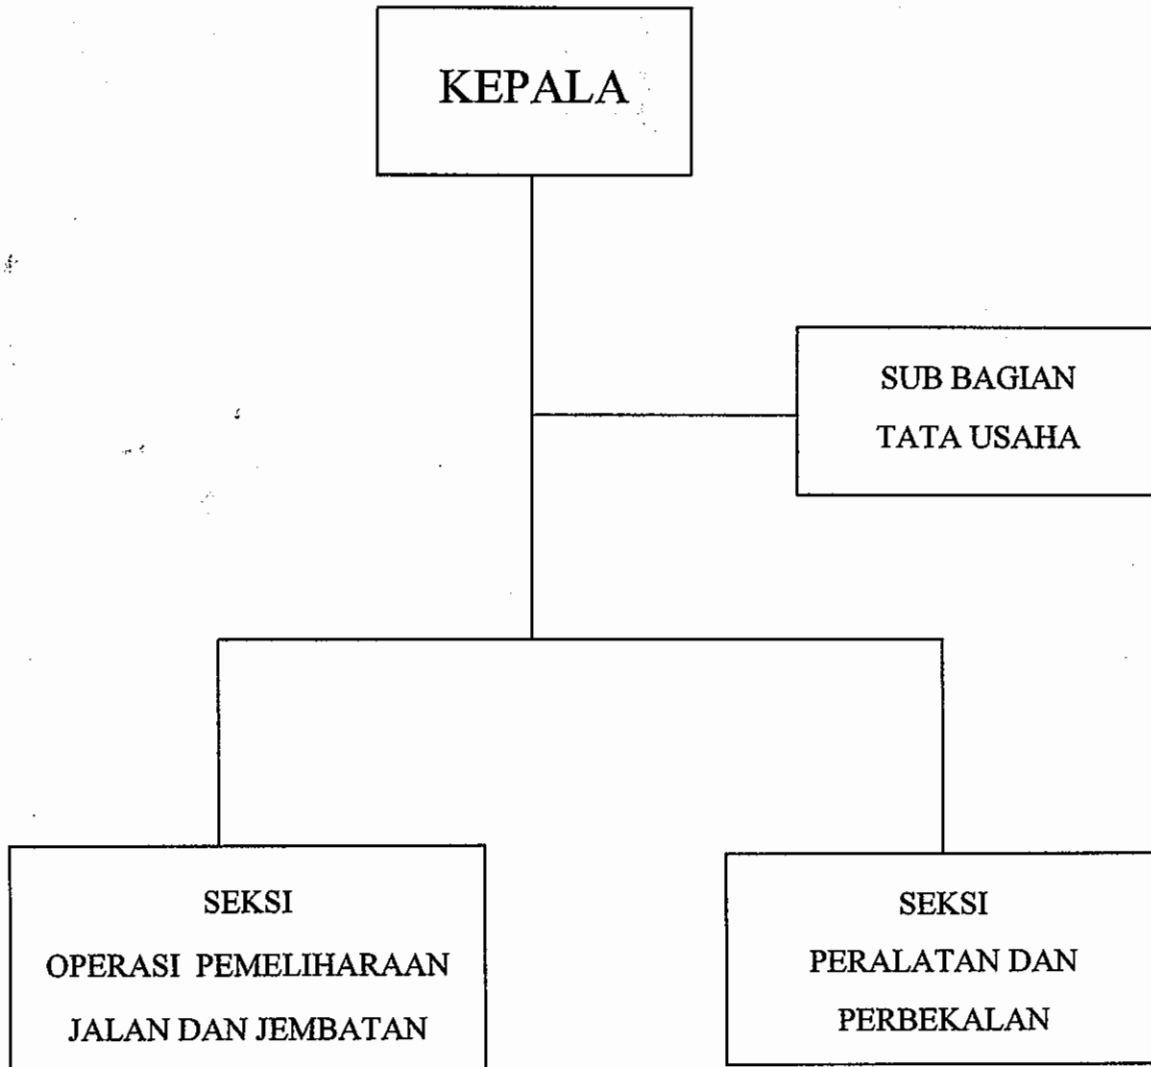 KEPALA
SUB BAGIAN
TATA USAHA
SEKSI
OPERASI PEMELIHARAAN
JALAN DAN JEMBATAN
SEKSI
PERALATAN DAN
PERBEKALAN